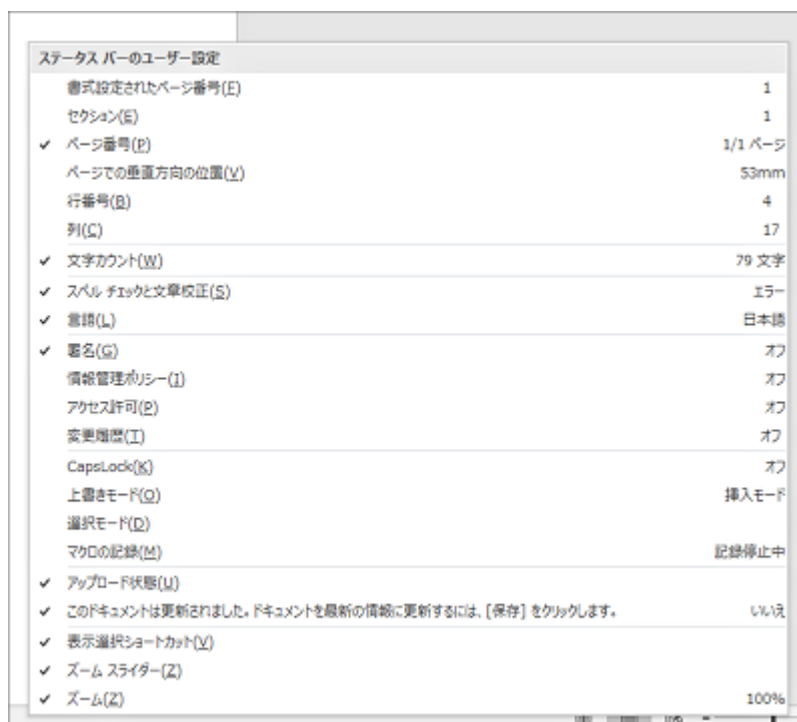 ステータス バーのユーザー設定
書式設定されたページ番号(F) 1
セクション(E) 1
✓ ページ番号(P) 1/1 ページ
ページでの垂直方向の位置(V) 53mm
行番号(B) 4
列(C) 17
✓ 文字カウント(W) 79 文字
✓ スペル チェックと文章校正(S) エラー
✓ 言語(L) 日本語
✓ 署名(G) オフ
情報管理ポリシー(I) オフ
アクセス許可(P) オフ
変更履歴(T) オフ
CapsLock(K) オフ
上書きモード(O) 挿入モード
選択モード(D)
マクロの記録(M) 記録停止中
✓ アップロード状態(U)
✓ このドキュメントは更新されました。ドキュメントを最新の情報に更新するには、[保存] をクリックします。 いいえ
✓ 表示選択ショートカット(V)
✓ ズーム スライダー(Z)
✓ ズーム(Z) 100%